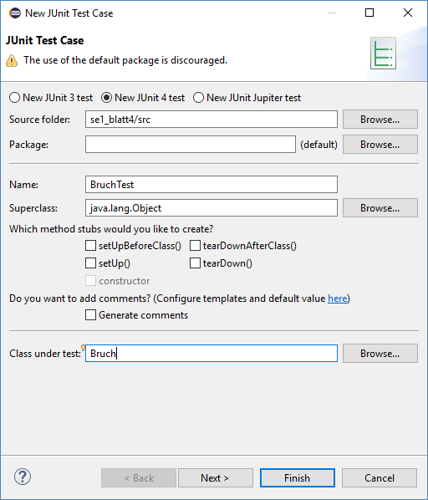 New JUnit Test Case
JUnit Test Case
The use of the default package is discouraged.
New JUnit 3 test New JUnit 4 test New JUnit Jupiter test
Source folder: se1_blatt4/src Browse...
Package: (default) Browse...
Name: BruchTest
Superclass: java.lang.Object Browse...
Which method stubs would you like to create?
setUpBeforeClass() tearDownAfterClass()
setUp() tearDown()
constructor
Do you want to add comments? (Configure templates and default value here)
Generate comments
Class under test: Bruch Browse...
? < Back Next > Finish Cancel